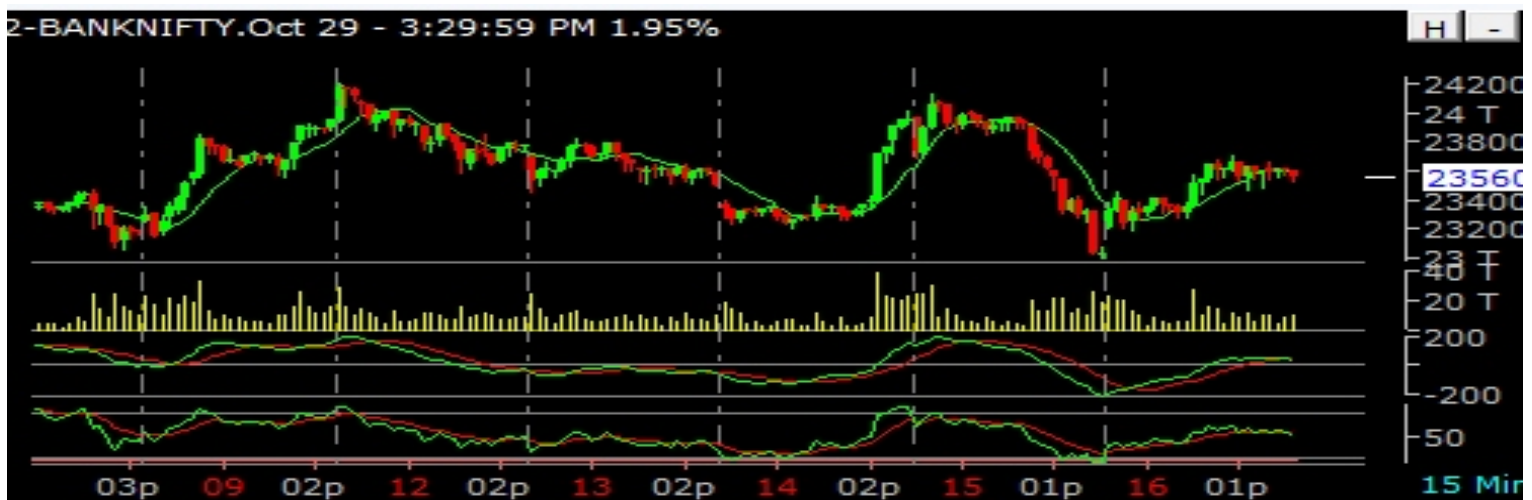 2-BANKNIFTY.Oct 29 - 3:29:59 PM 1.95%
H -
24200
24 T
23800
23560
23400
23200
23 T
40 T
20 T
200
-200
50
03p 09 02p 12 02p 13 02p 14 02p 15 01p 16 01p
15 Min